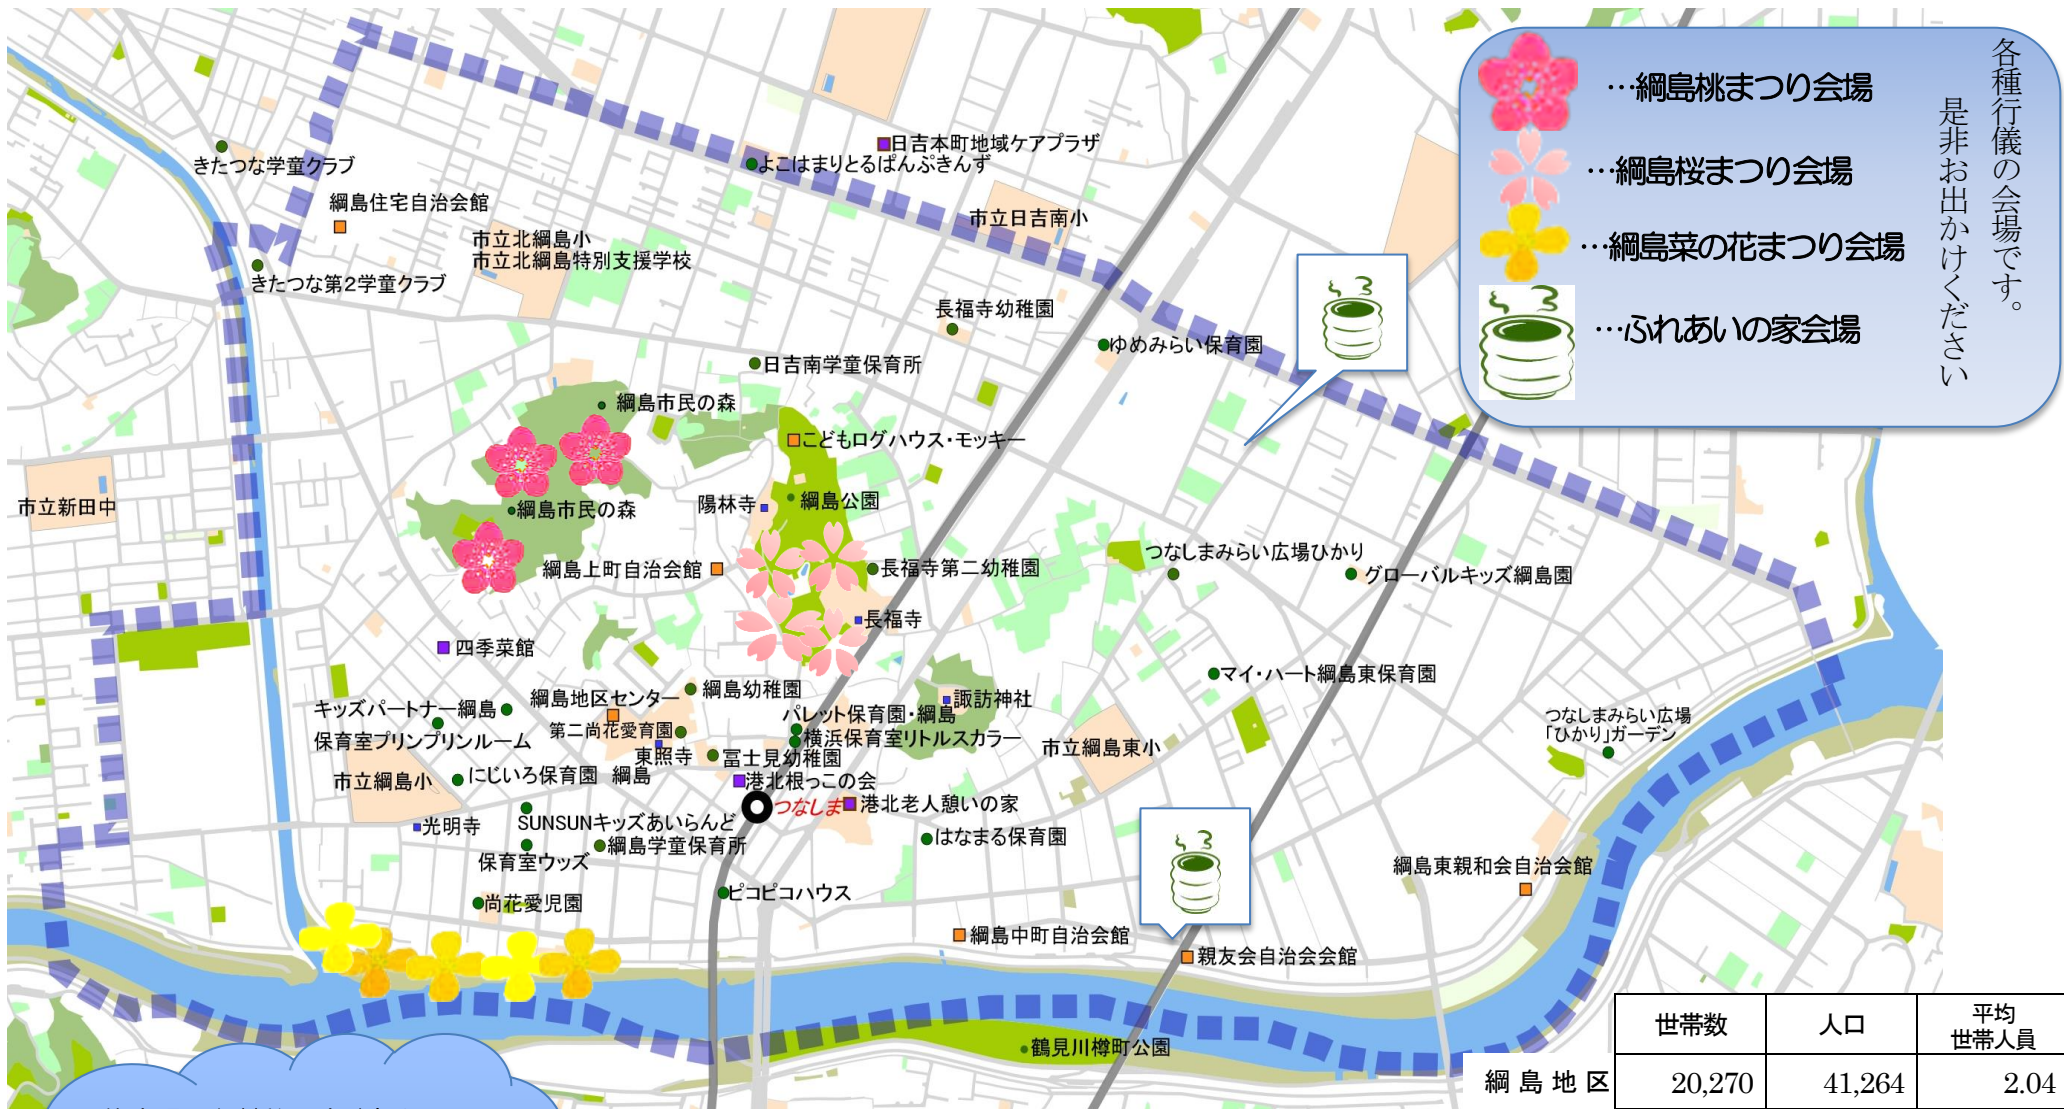 各種行儀の会場です。
是非お出かけください
…綱島桃まつり会場
…綱島桜まつり会場
…綱島菜の花まつり会場
…ふれあいの家会場
日吉本町地域ケアプラザ
きたつな学童クラブ
よこはまりとるぱんぷきんず
綱島住宅自治会館
市立日吉南小
市立北綱島小
市立北綱島特別支援学校
きたつな第2学童クラブ
長福寺幼稚園
ゆめみらい保育園
日吉南学童保育所
綱島市民の森
こどもログハウス・モッキー
市立新田中
綱島市民の森
陽林寺
綱島公園
つなしまみらい広場ひかり
綱島上町自治会館
長福寺第二幼稚園
グローバルキッズ綱島園
長福寺
四季菜館
マイ・ハート綱島東保育園
綱島地区センター
綱島幼稚園
諏訪神社
キッズパートナー綱島
パレット保育園・綱島
つなしまみらい広場
「ひかり」ガーデン
第二尚花愛育園
横浜保育室リトルスカラー
保育室プリンプリンルーム
市立綱島東小
東照寺
冨士見幼稚園
市立綱島小
にじいろ保育園 綱島
港北根っこの会
つなしま
港北老人憩いの家
光明寺
SUNSUNキッズあいらんど
はなまる保育園
綱島学童保育所
保育室ウッズ
綱島東親和会自治会館
ピコピコハウス
尚花愛児園
綱島中町自治会館
親友会自治会会館
鶴見川樽町公園
世帯数 人口 平均
世帯人員
綱島地区 20,270 41,264 2.04